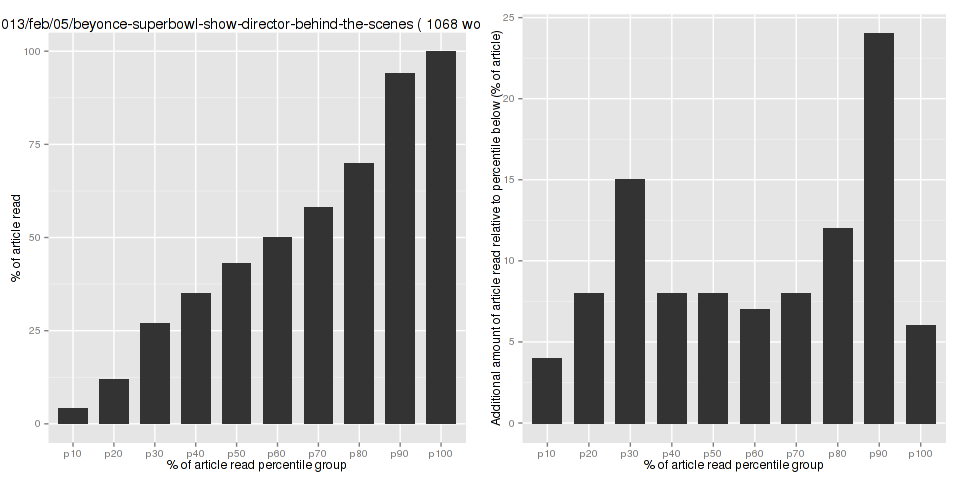 013/feb/05/beyonce-superbowl-show-director-behind-the-scenes ( 1068 wo
% of article read
100
75
50
25
0
p10 p20 p30 p40 p50 p60 p70 p80 p90 p100
% of article read percentile group
Additional amount of article read relative to percentile below (% of article)
25
20
15
10
5
0
p10 p20 p30 p40 p50 p60 p70 p80 p90 p100
% of article read percentile group